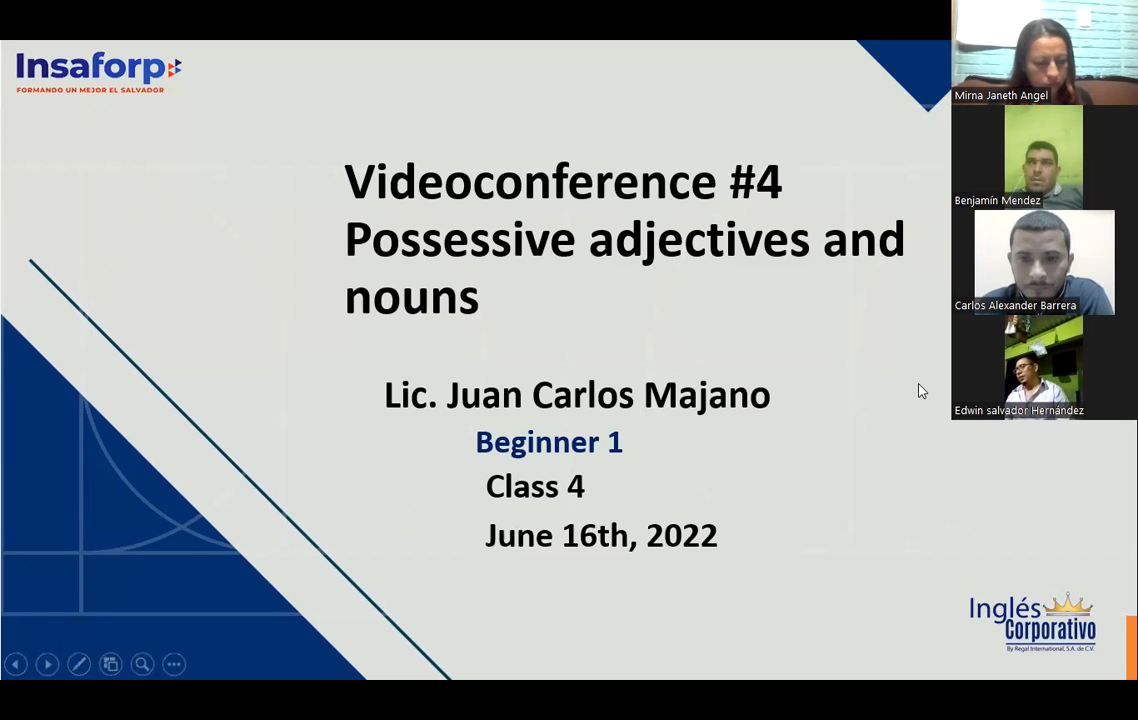 Insaforp
FORMANDO UN MEJOR EL SALVADOR
Videoconference #4
Possessive adjectives and
nouns
Lic. Juan Carlos Majano
Beginner 1
Class 4
June 16th, 2022
Inglés
Corporativo
By Regal International, S.A. de C.V.
Mirna Janeth Angel
Benjamín Mendez
Carlos Alexander Barrera
Edwin salvador Hernández